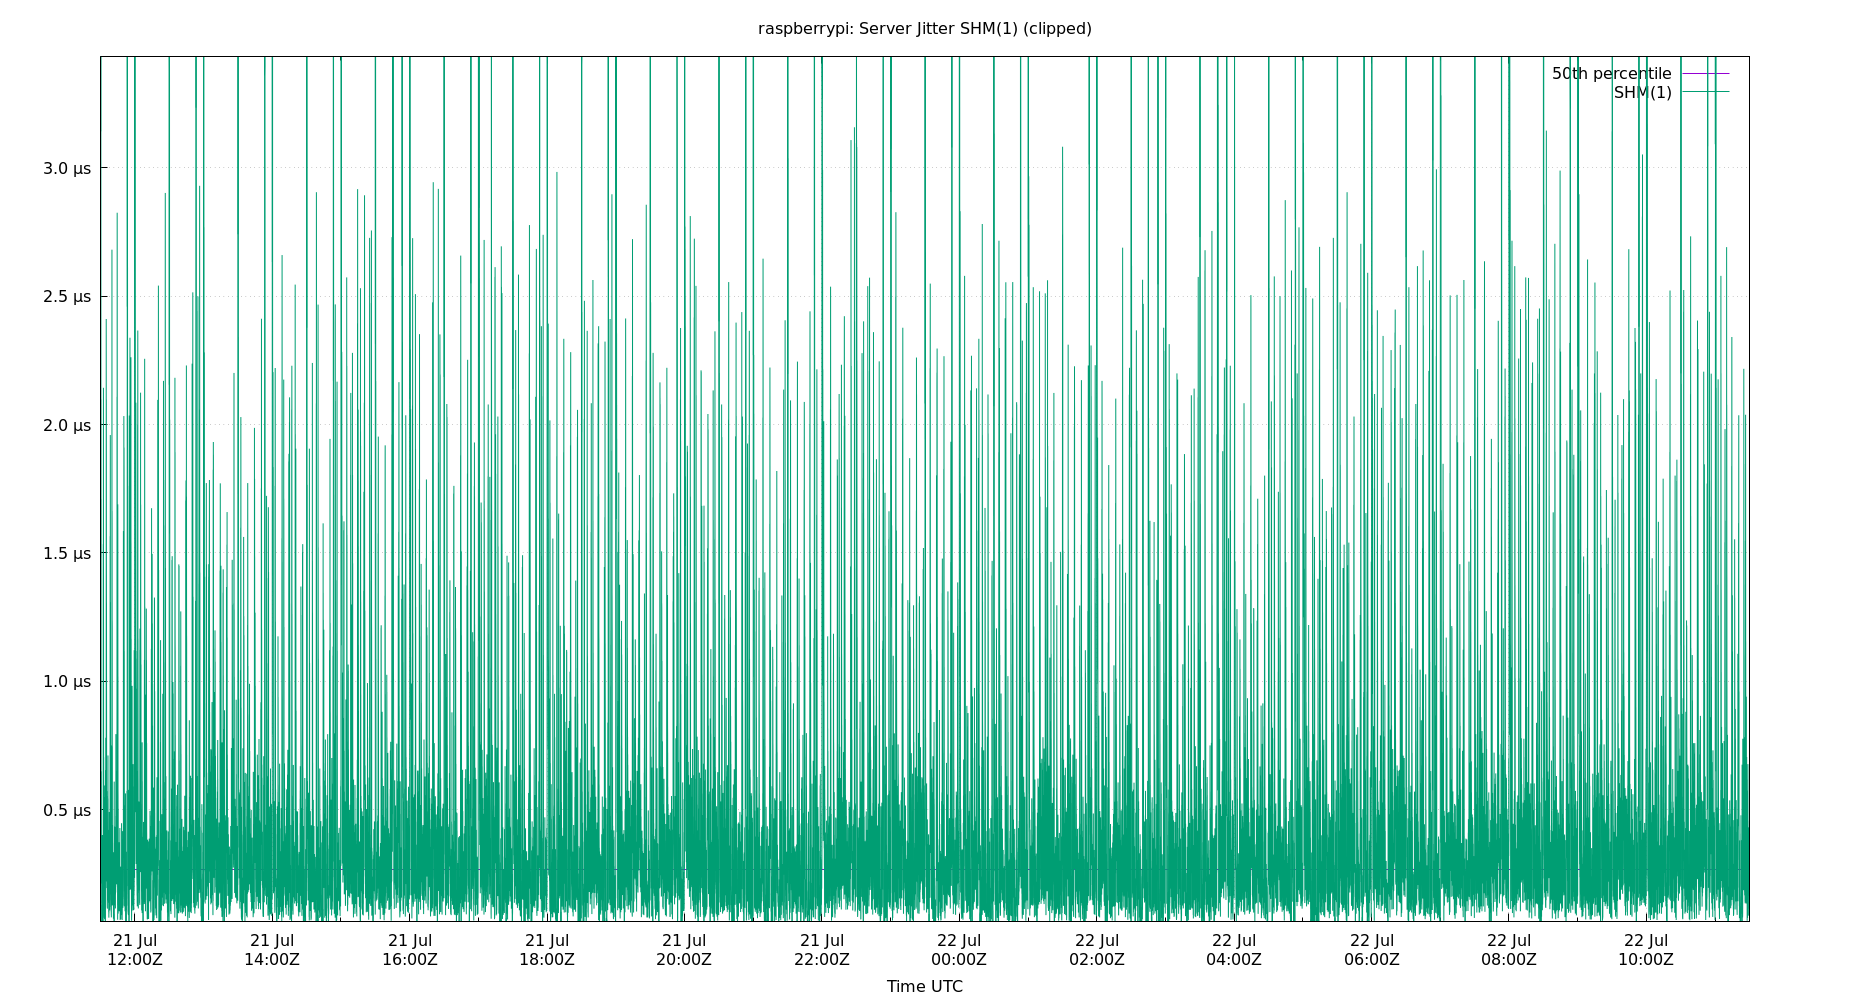 raspberrypi: Server Jitter SHM(1) (clipped)
50th percentile
SHM(1)
3.0 µs
2.5 µs
2.0 µs
1.5 µs
1.0 µs
0.5 µs
21 Jul 21 Jul 21 Jul 21 Jul 21 Jul 21 Jul 22 Jul 22 Jul 22 Jul 22 Jul 22 Jul 22 Jul
12:00Z 14:00Z 16:00Z 18:00Z 20:00Z 22:00Z 00:00Z 02:00Z 04:00Z 06:00Z 08:00Z 10:00Z
Time UTC